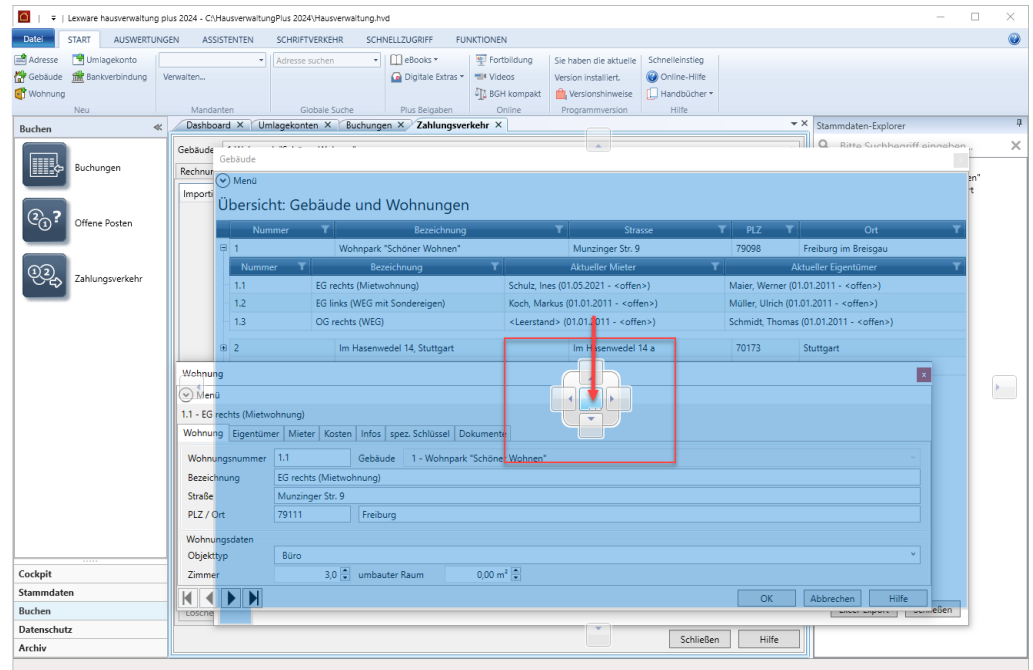 Lexware hausverwaltung plus 2024 - C:\HausverwaltungPlus 2024\Hausverwaltung.hvd
Datei START AUSWERTUNGEN ASSISTENTEN SCHRIFTVERKEHR SCHNELLZUGRIFF FUNKTIONEN
Adresse Umlagekonto Adresse suchen eBooks Fortbildung Sie haben die aktuelle Schnelleinstieg
Gebäude Bankverbindung Verwalten... Digitale Extras Videos Version installiert. Online-Hilfe
Wohnung BGH kompakt Versionshinweise Handbücher
Neu Mandanten Globale Suche Plus Beigaben Online Programmversion Hilfe
Buchen Dashboard X Umlagekonten X Buchungen X Zahlungsverkehr X Stammdaten-Explorer
Gebäude Bitte Suchbegriff eingeben..
Gebäude
Buchungen
Menü
Übersicht: Gebäude und Wohnungen
Offene Posten
Nummer Bezeichnung Strasse PLZ Ort
1 Wohnpark "Schöner Wohnen" Munzinger Str. 9 79098 Freiburg im Breisgau
Nummer Bezeichnung Aktueller Mieter Aktueller Eigentümer
Zahlungsverkehr
1.1 EG rechts (Mietwohnung) Schulz, Ines (01.05.2021 - <offen>) Maier, Werner (01.01.2011 - <offen>)
1.2 EG links (WEG mit Sondereigen) Koch, Markus (01.01.2011 - <offen>) Müller, Ulrich (01.01.2011 - <offen>)
1.3 OG rechts (WEG) <Leerstand> (01.01.2011 - <offen>) Schmidt, Thomas (01.01.2011 - <offen>)
2 Im Hasenwedel 14, Stuttgart Im Hasenwedel 14 a 70173 Stuttgart
Wohnung
Menü
1.1 - EG rechts (Mietwohnung)
Wohnung Eigentümer Mieter Kosten Infos spez. Schlüssel Dokumente
Wohnungsnummer 1.1 Gebäude 1 - Wohnpark "Schöner Wohnen"
Bezeichnung EG rechts (Mietwohnung)
Straße Munzinger Str. 9
PLZ / Ort 79111 Freiburg
Wohnungsdaten
Objekttyp Büro
Zimmer 3,0 umbauter Raum 0,00 m²
OK Abbrechen Hilfe
Excel-Export Schließen
Schließen Hilfe
Cockpit
Stammdaten
Buchen
Datenschutz
Archiv